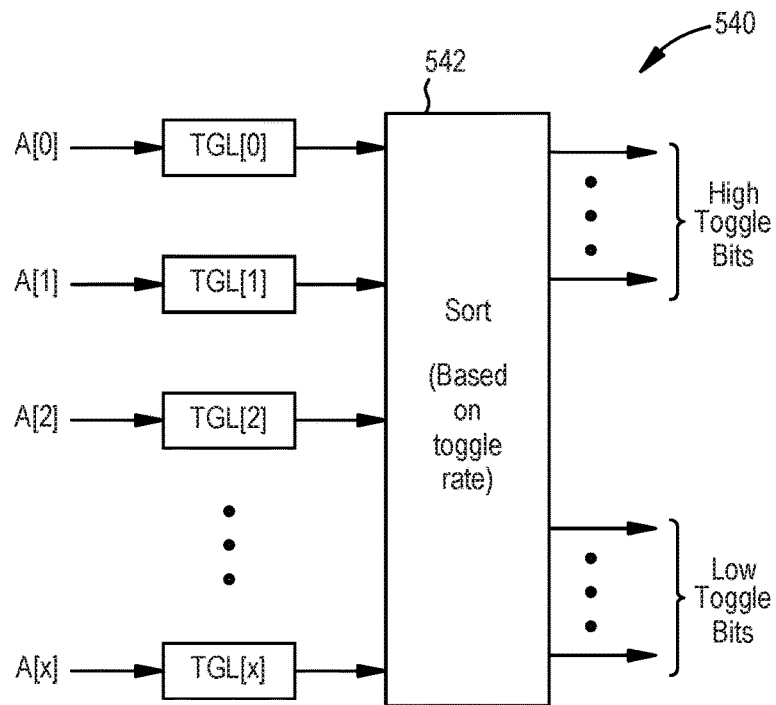 540
542
A[0]
TGL[0]
High
Toggle
Bits
A[1]
TGL[1]
Sort
(Based
on
toggle
rate)
A[2]
TGL[2]
Low
Toggle
Bits
A[x]
TGL[x]